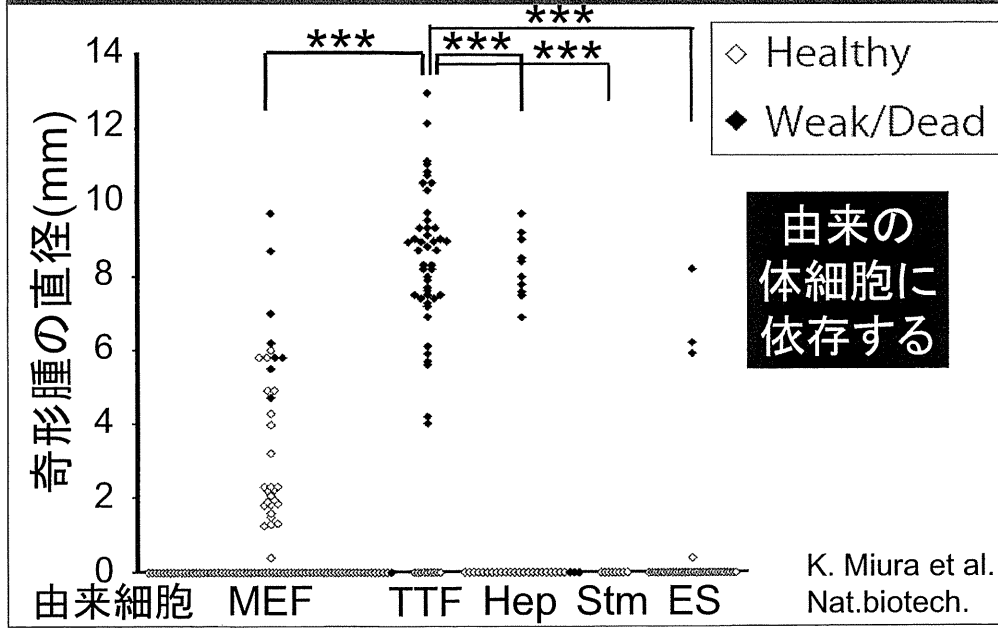 ***
***
***
***
◇ Healthy
◆ Weak/Dead
奇形腫の直径(mm)
14
12
10
8
6
4
2
0
由来の
体細胞に
依存する
由来細胞 MEF TTF Hep Stm ES
K. Miura et al.
Nat.biotech.